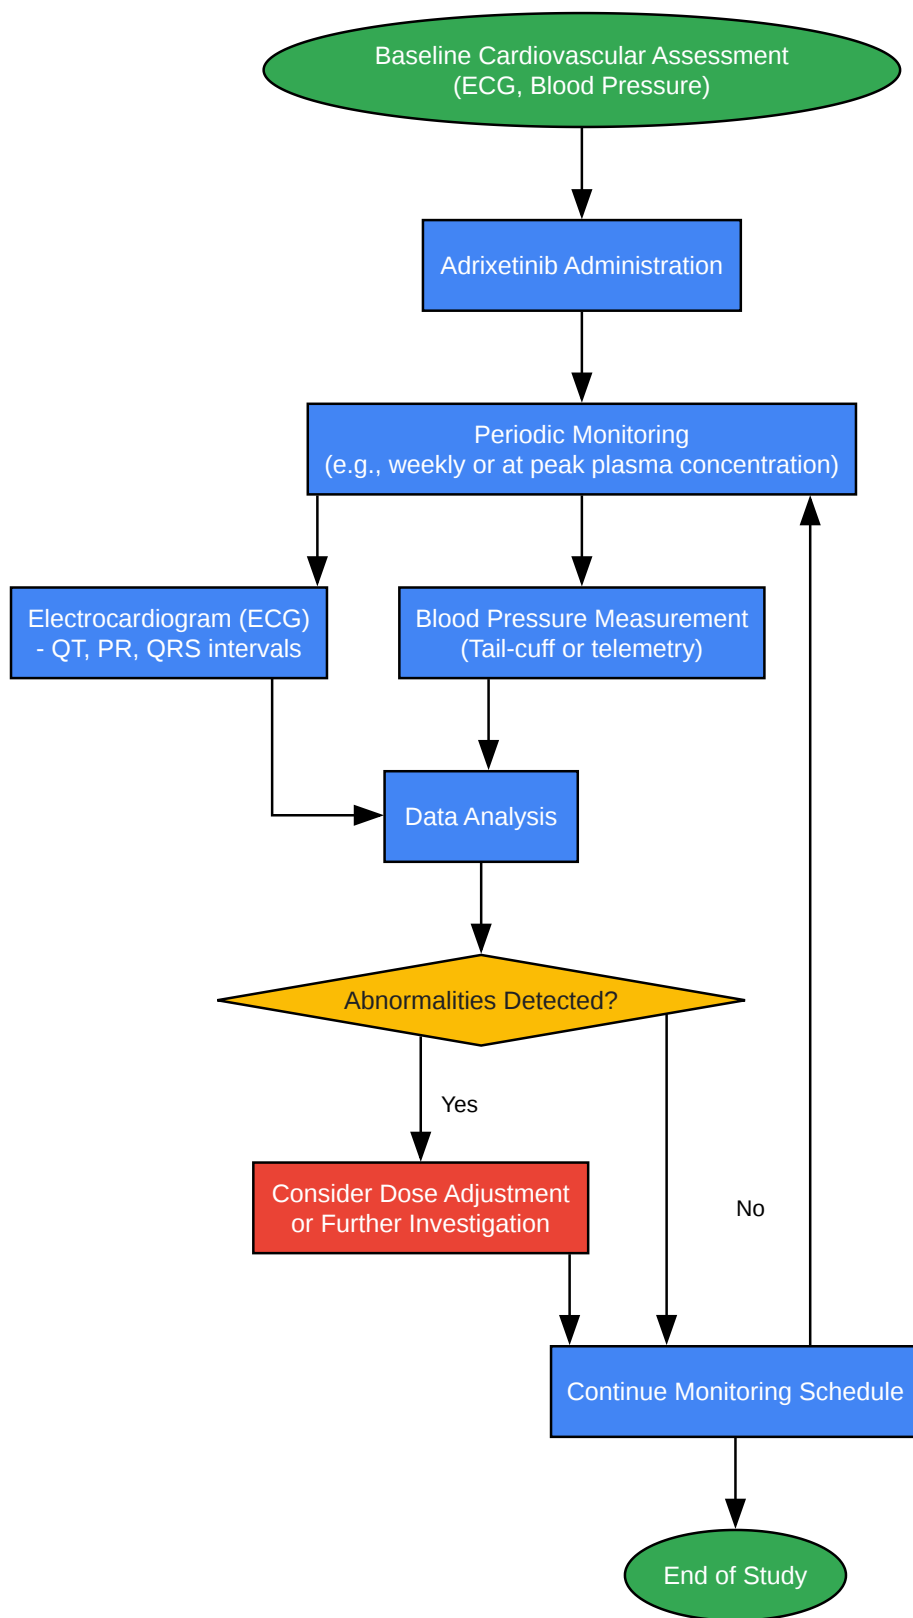 Baseline Cardiovascular Assessment
(ECG, Blood Pressure)
Adrixetinib Administration
Periodic Monitoring
(e.g., weekly or at peak plasma concentration)
Electrocardiogram (ECG)
- QT, PR, QRS intervals
Blood Pressure Measurement
(Tail-cuff or telemetry)
Data Analysis
Abnormalities Detected?
Yes
Consider Dose Adjustment
or Further Investigation
No
Continue Monitoring Schedule
End of Study